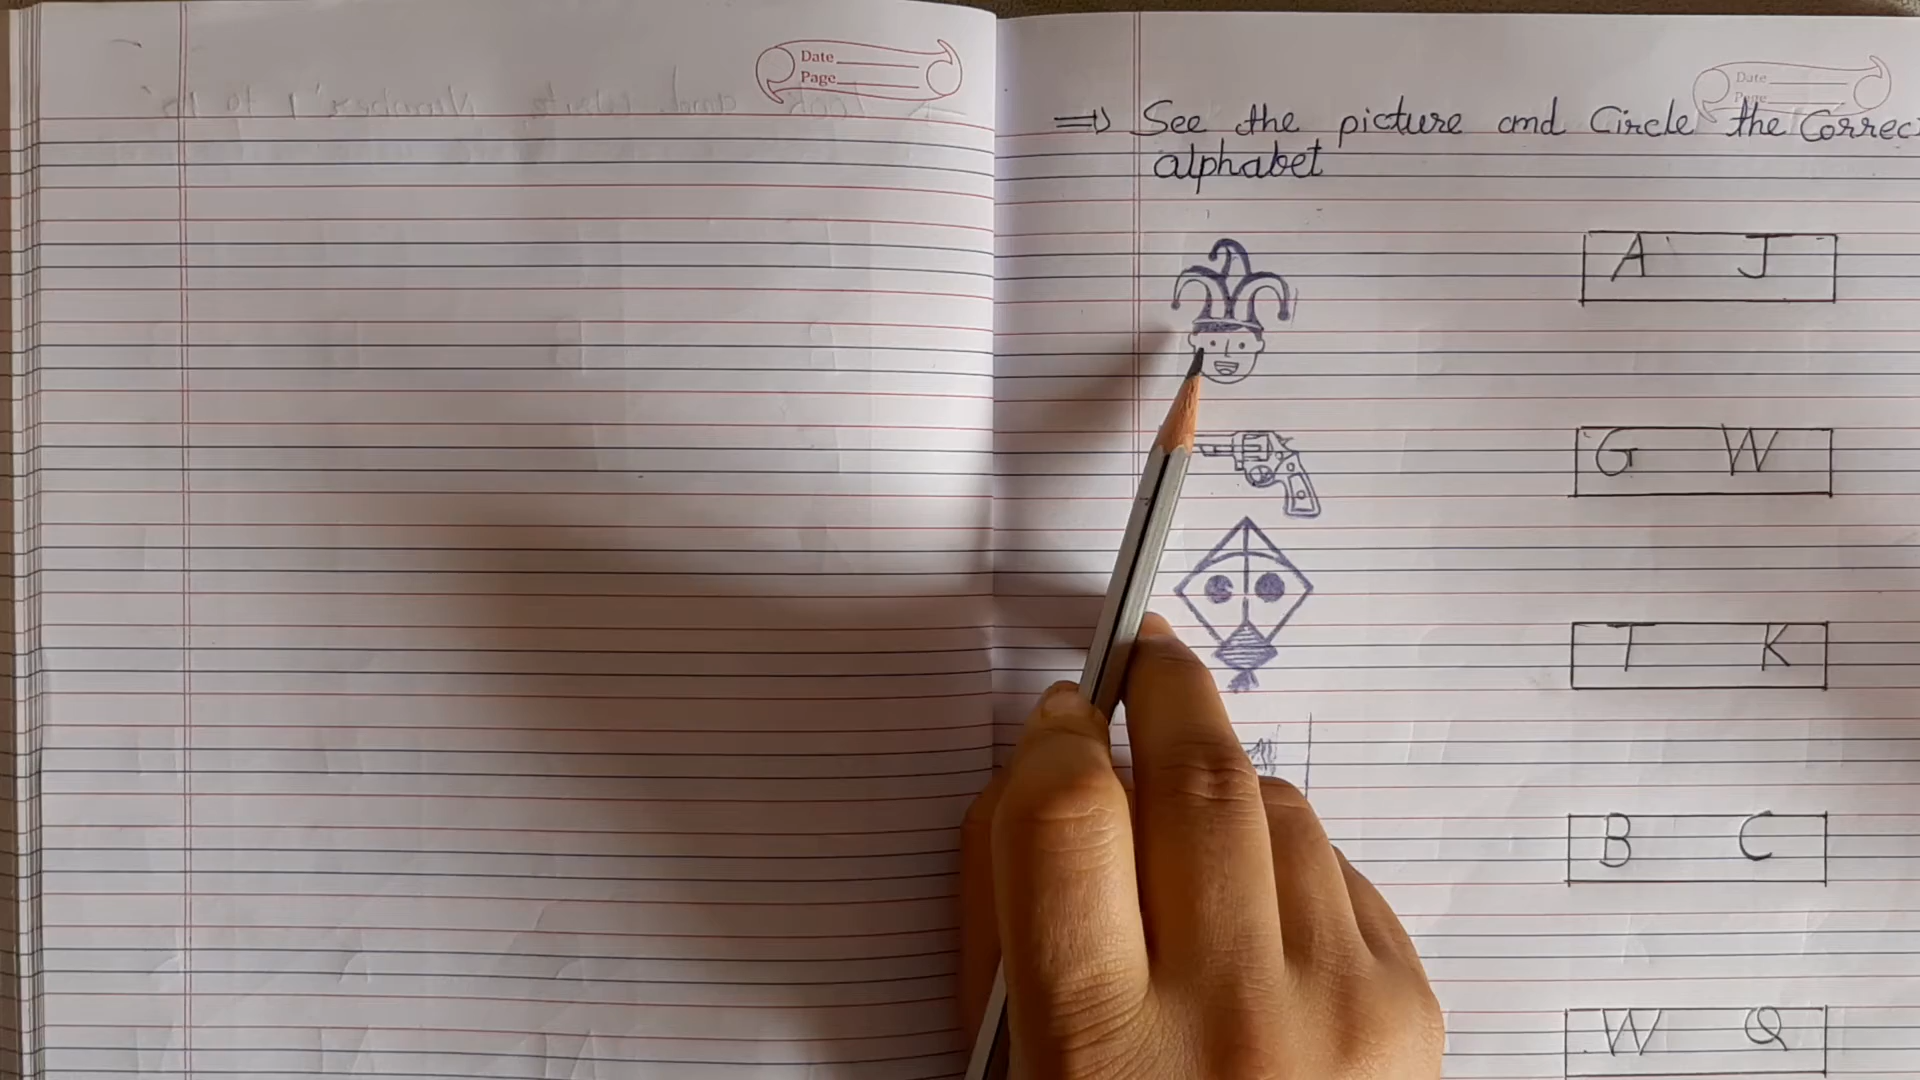 Date
Page
Date
Page
=> See the picture and Circle the Correc
alphabet
A J
G W
T K
B C
W Q